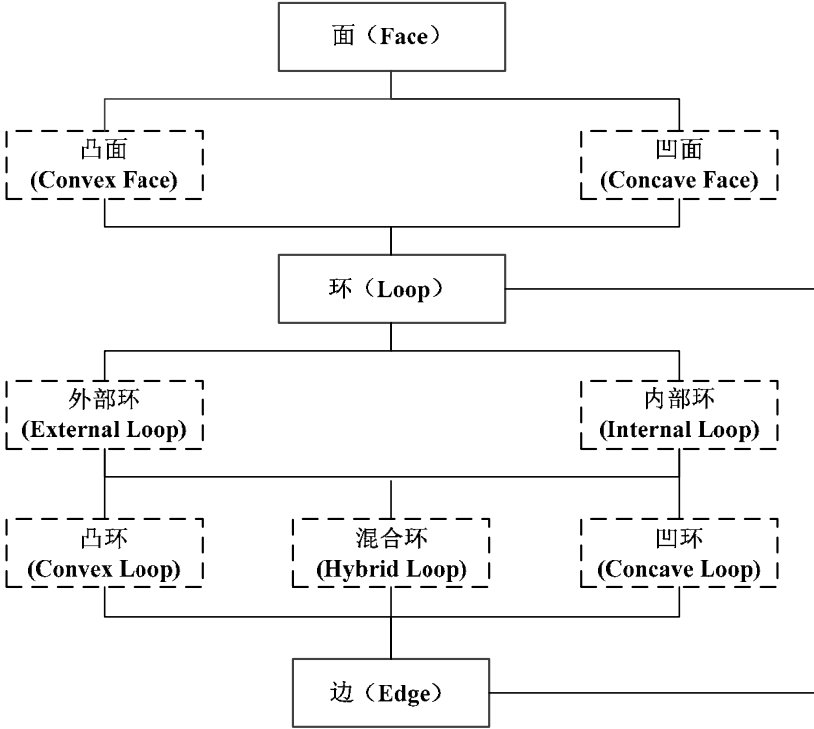 面（Face）
凸面
(Convex Face)
凹面
(Concave Face)
环（Loop）
外部环
(External Loop)
内部环
(Internal Loop)
凸环
(Convex Loop)
混合环
(Hybrid Loop)
凹环
(Concave Loop)
边（Edge）